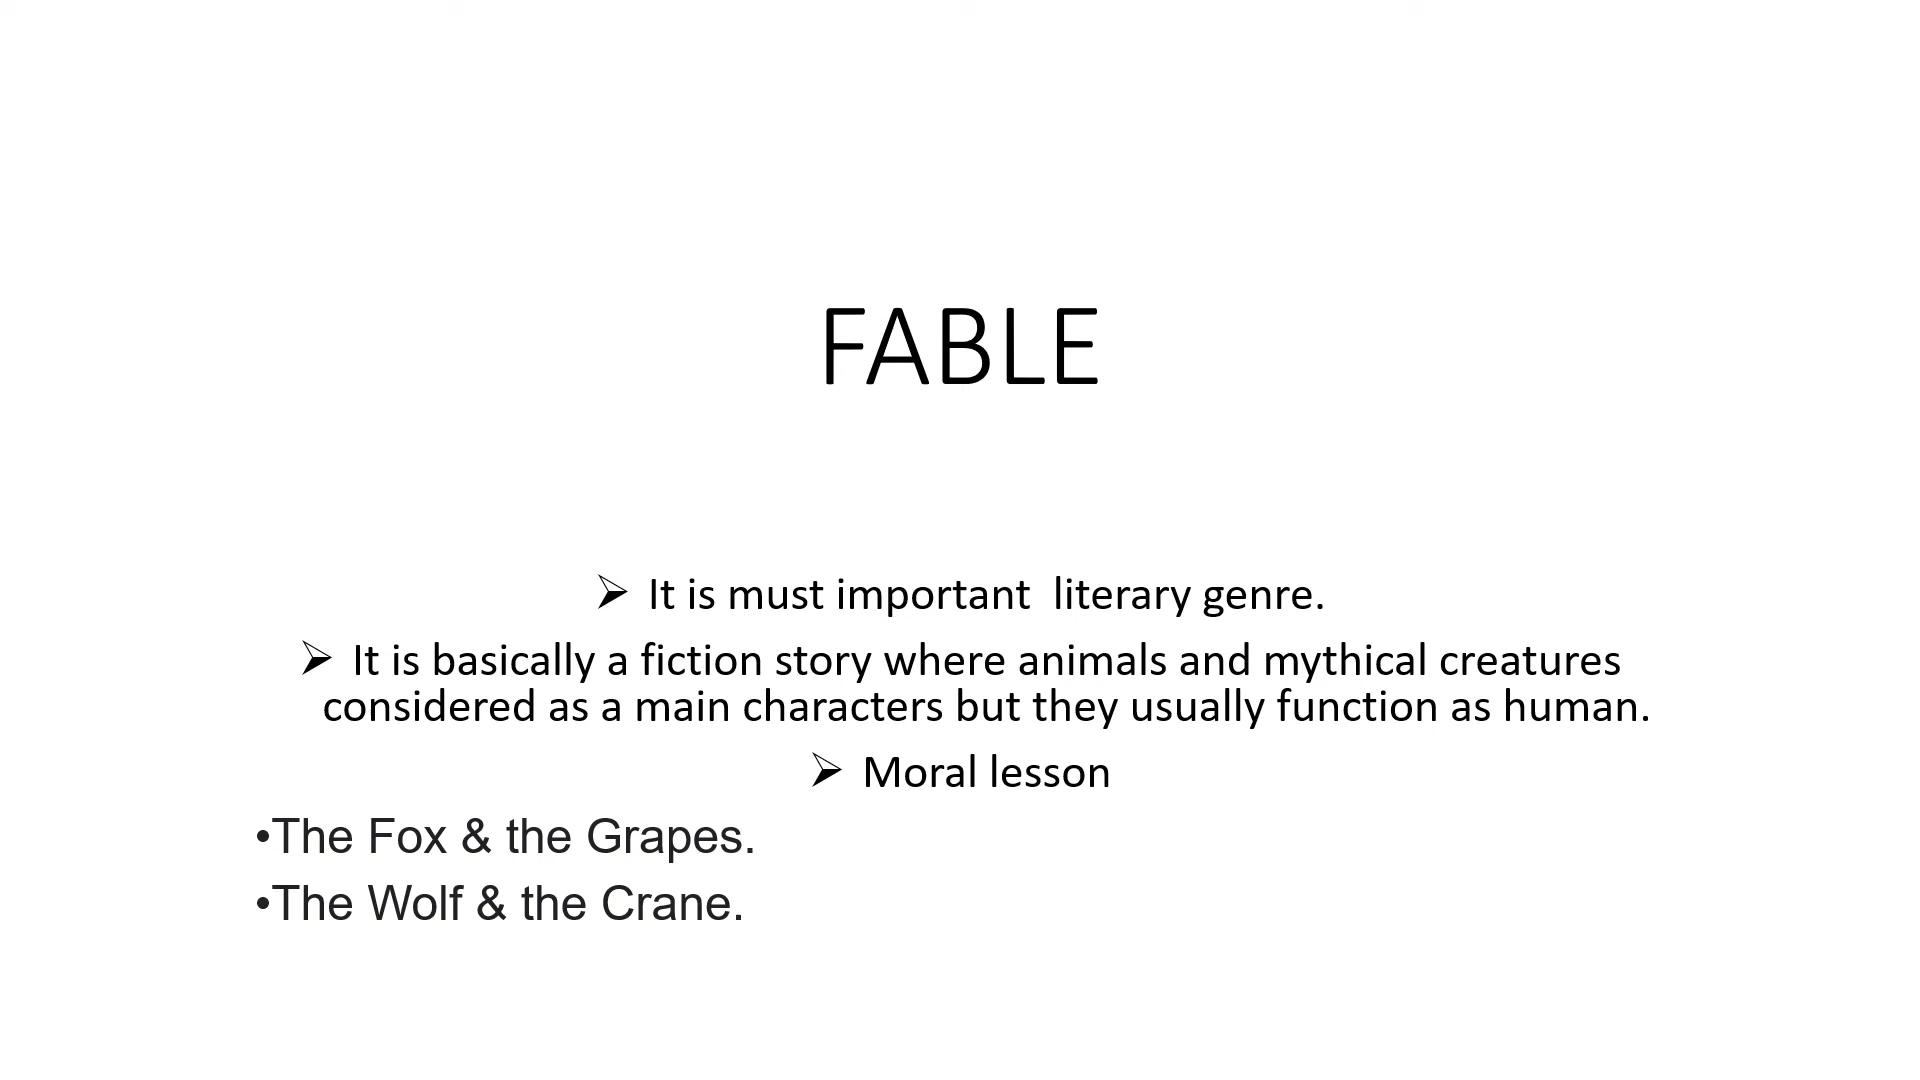 FABLE
➢ It is must important  literary genre.
➢ It is basically a fiction story where animals and mythical creatures
considered as a main characters but they usually function as human.
➢ Moral lesson
•The Fox & the Grapes.
•The Wolf & the Crane.